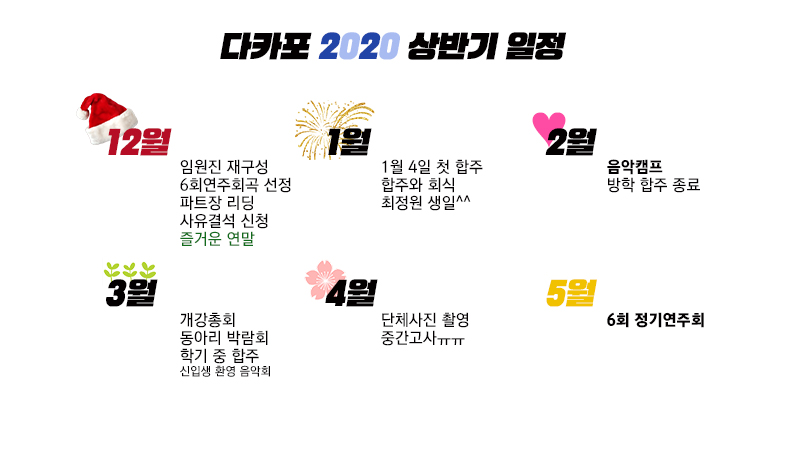 다카포 2020 상반기 일정
12월
임원진 재구성
6회연주회곡 선정
파트장 리딩
사유결석 신청
즐거운 연말
1월
1월 4일 첫 합주
합주와 회식
최정원 생일^^
2월
음악캠프
방학 합주 종료
3월
개강총회
동아리 박람회
학기 중 합주
신입생 환영 음악회
4월
단체사진 촬영
중간고사ㅠㅠ
5월
6회 정기연주회